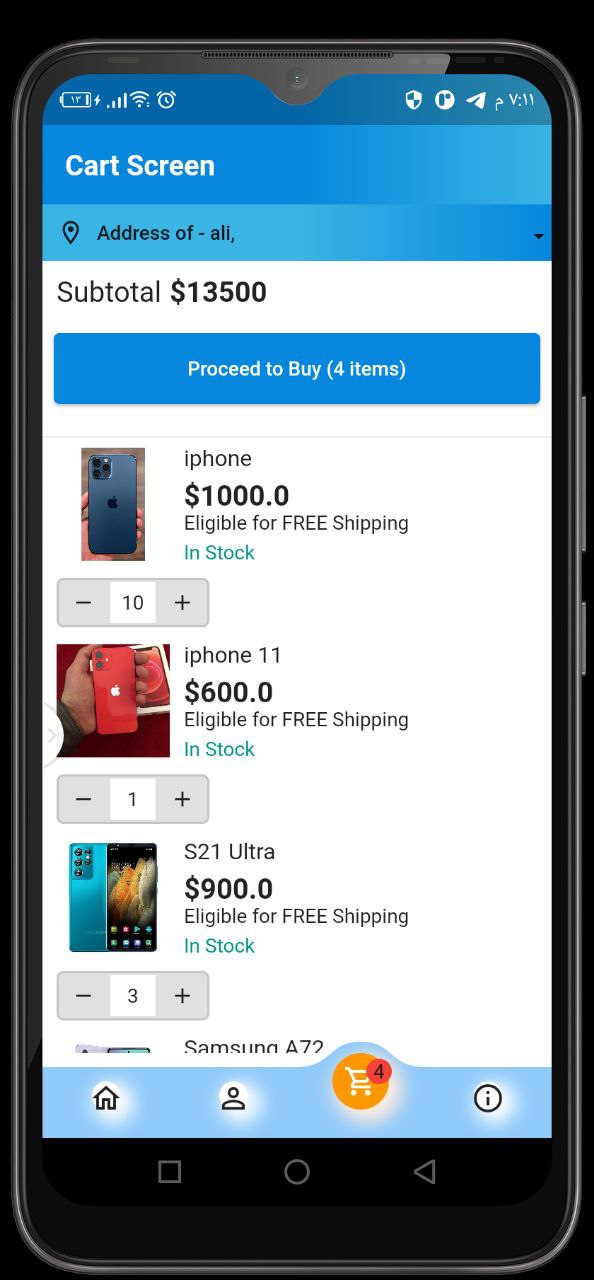 ١٣
٧:١١ م
Cart Screen
Address of - ali,
Subtotal $13500
Proceed to Buy (4 items)
iphone
$1000.0
Eligible for FREE Shipping
In Stock
− 10 +
iphone 11
$600.0
Eligible for FREE Shipping
In Stock
− 1 +
S21 Ultra
$900.0
Eligible for FREE Shipping
In Stock
− 3 +
Samsung A72
4